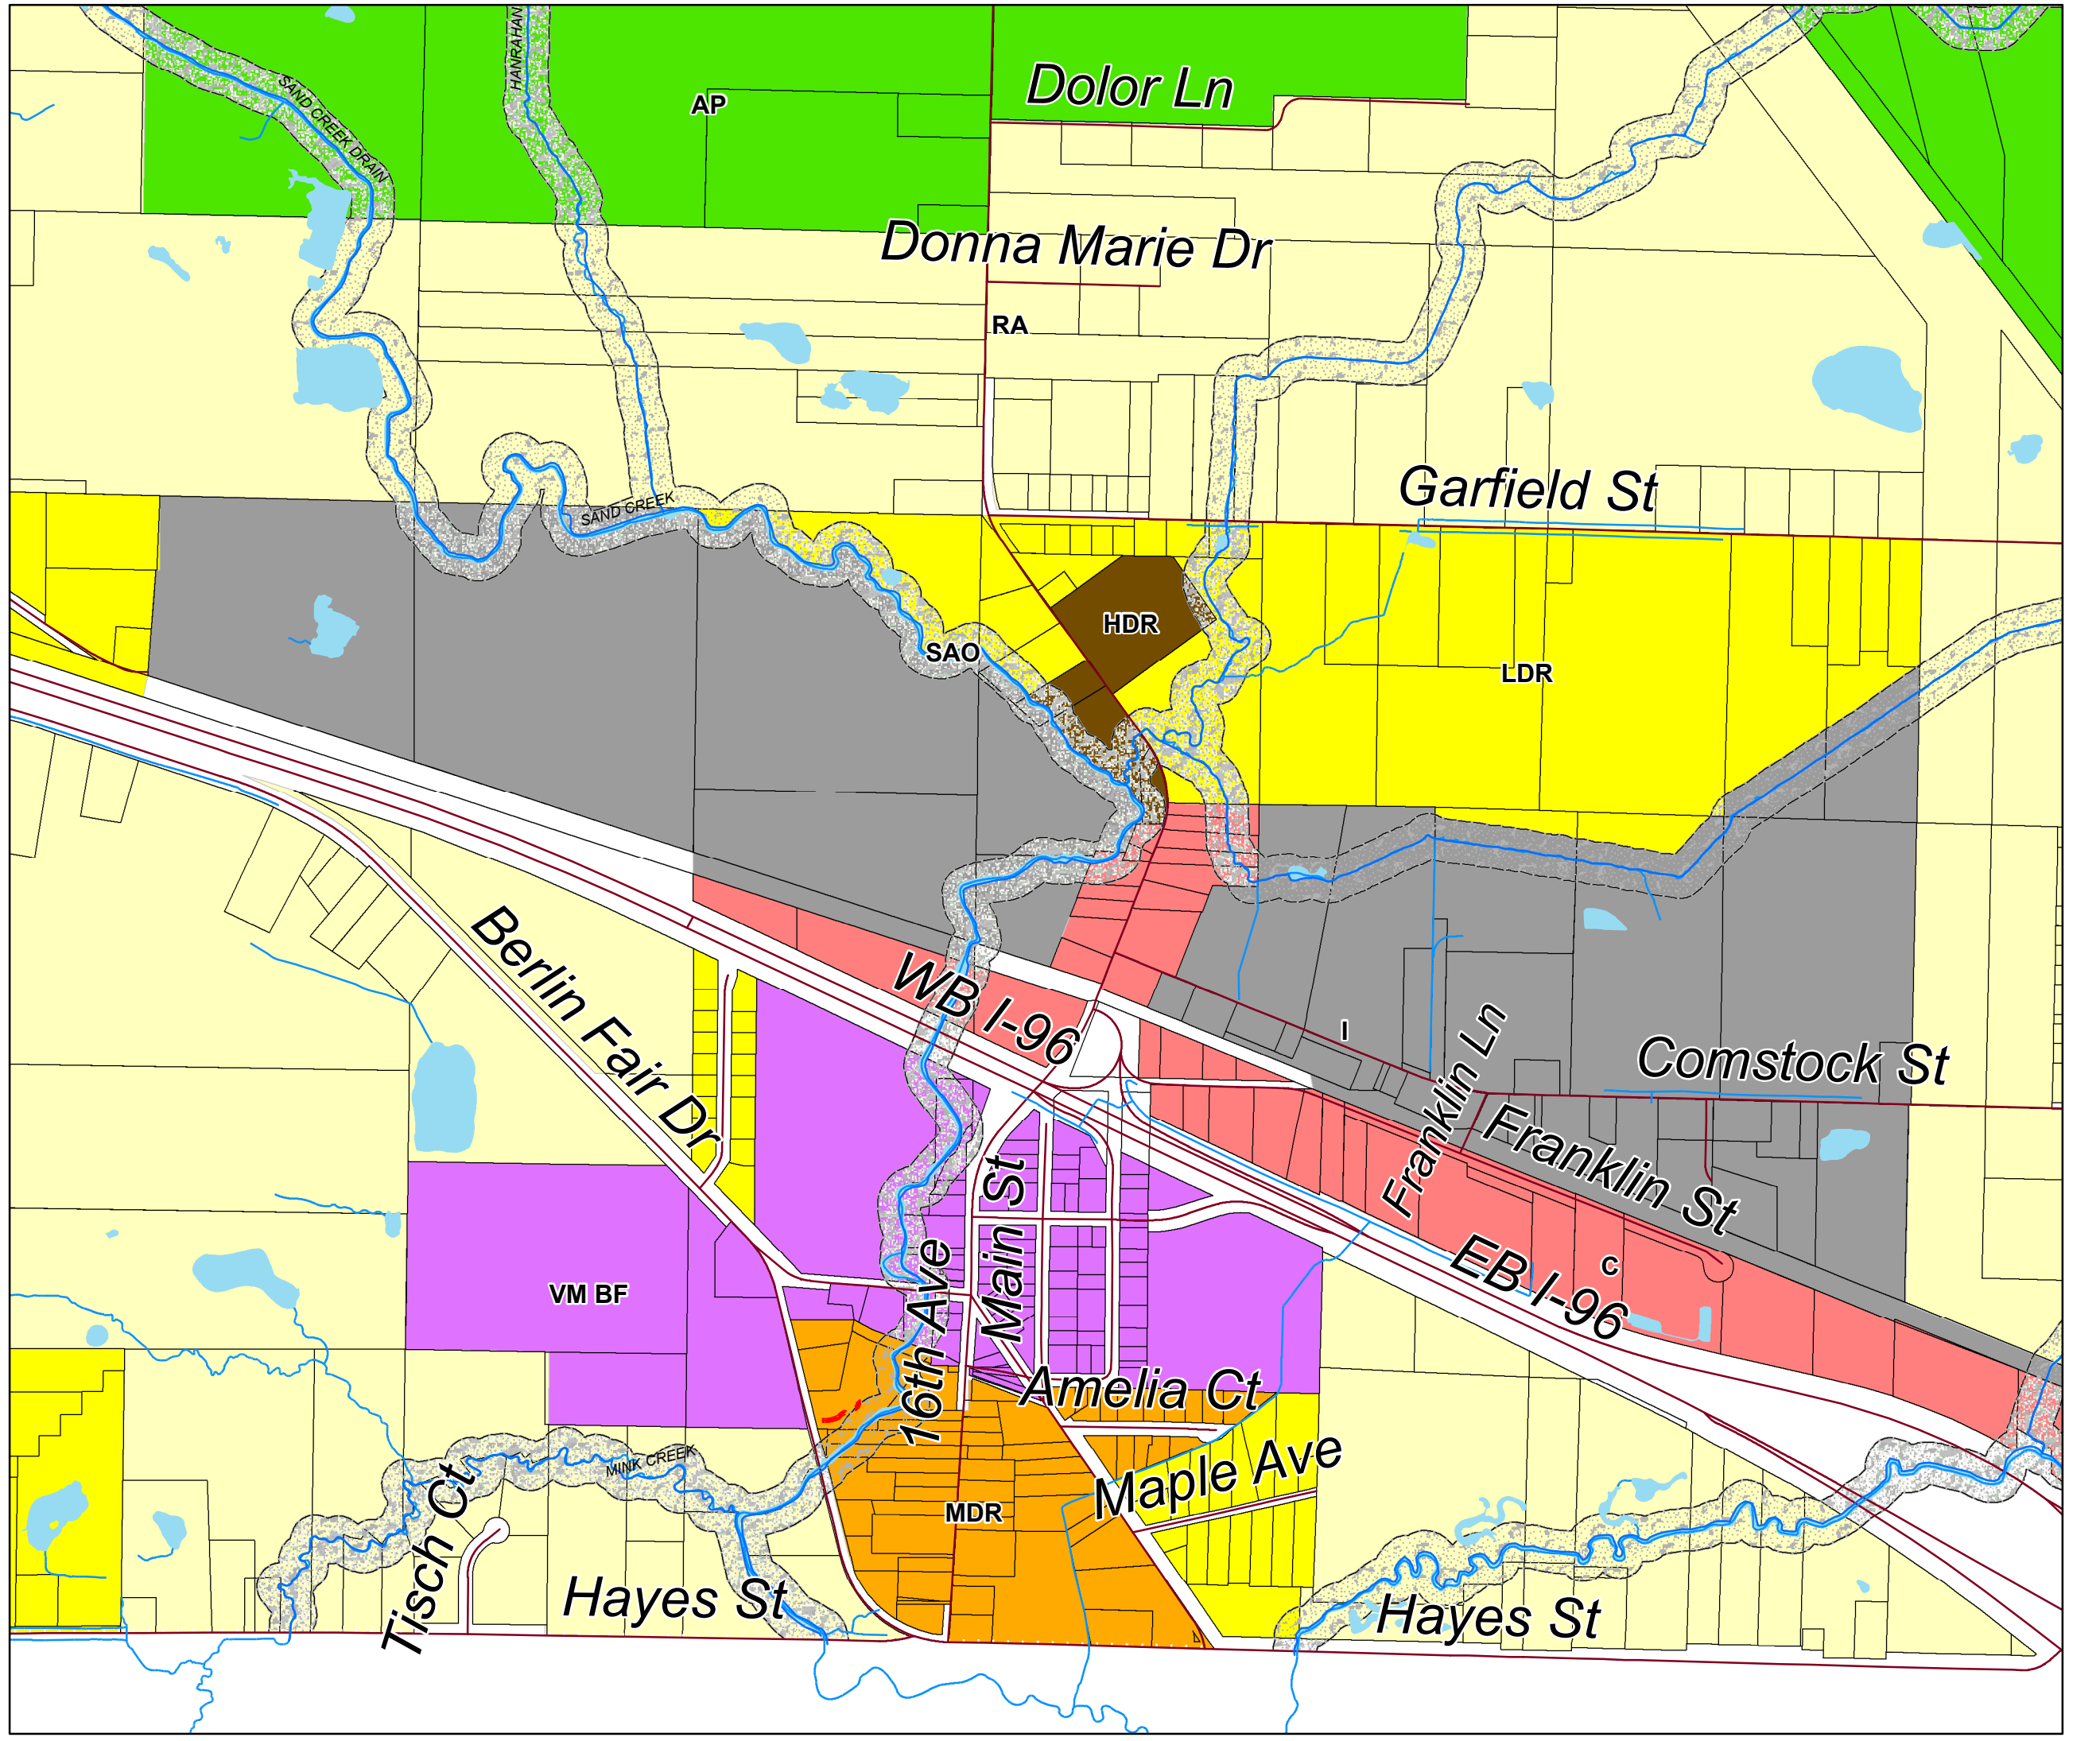 HANRAHAN
Dolor Ln
AP
SAND CREEK DRAIN
Donna Marie Dr
RA
Garfield St
SAND CREEK
HDR
SAO
LDR
Berlin Fair Dr
WB I-96
I
Franklin Ln
Comstock St
Franklin St
Main St
16th Ave
EB I-96
C
VM BF
Amelia Ct
MINK CREEK
Maple Ave
Tisch Ct
MDR
Hayes St
Hayes St